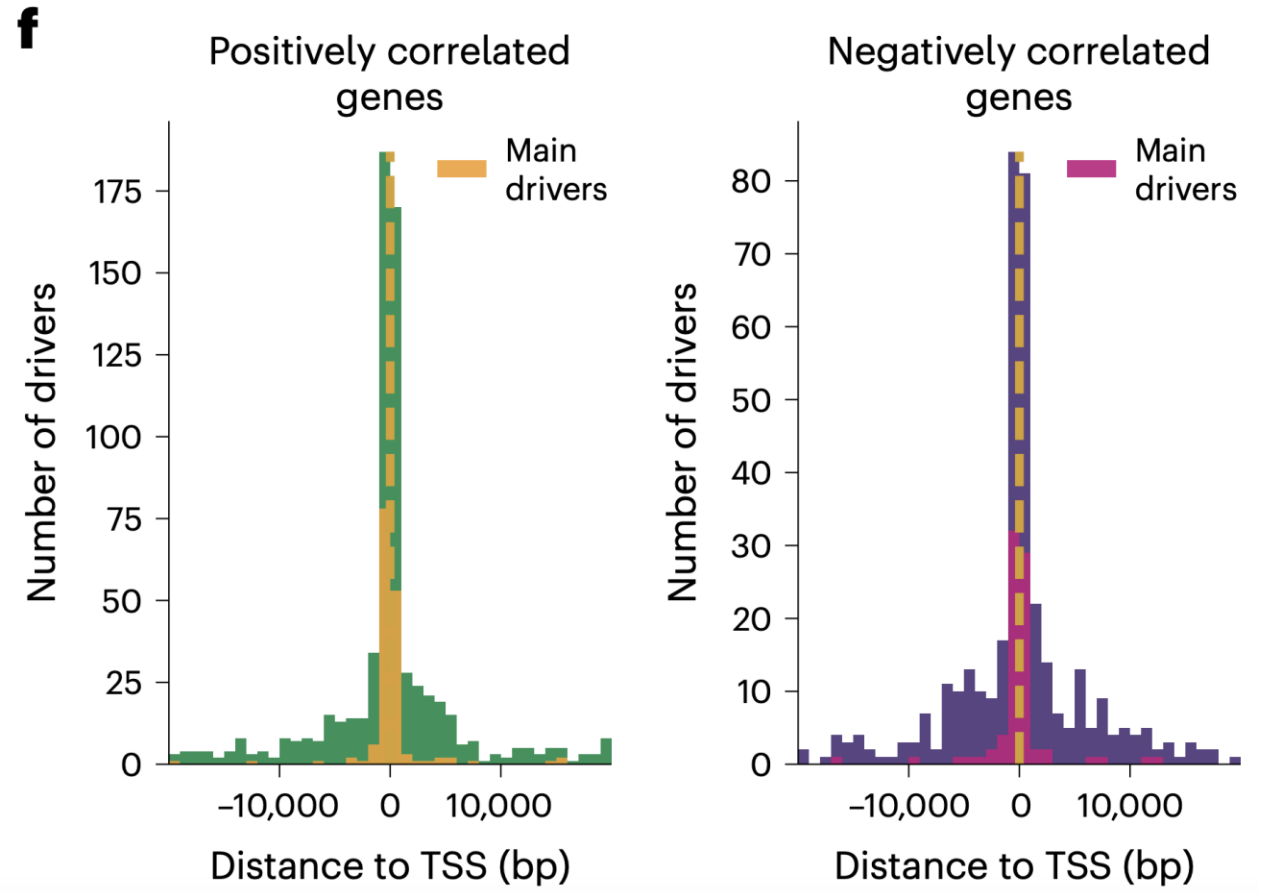 f
Positively correlated
genes
Main
drivers
Number of drivers
175
150
125
100
75
50
25
0
−10,000
0
10,000
Distance to TSS (bp)
Negatively correlated
genes
Main
drivers
Number of drivers
80
70
60
50
40
30
20
10
0
−10,000
0
10,000
Distance to TSS (bp)